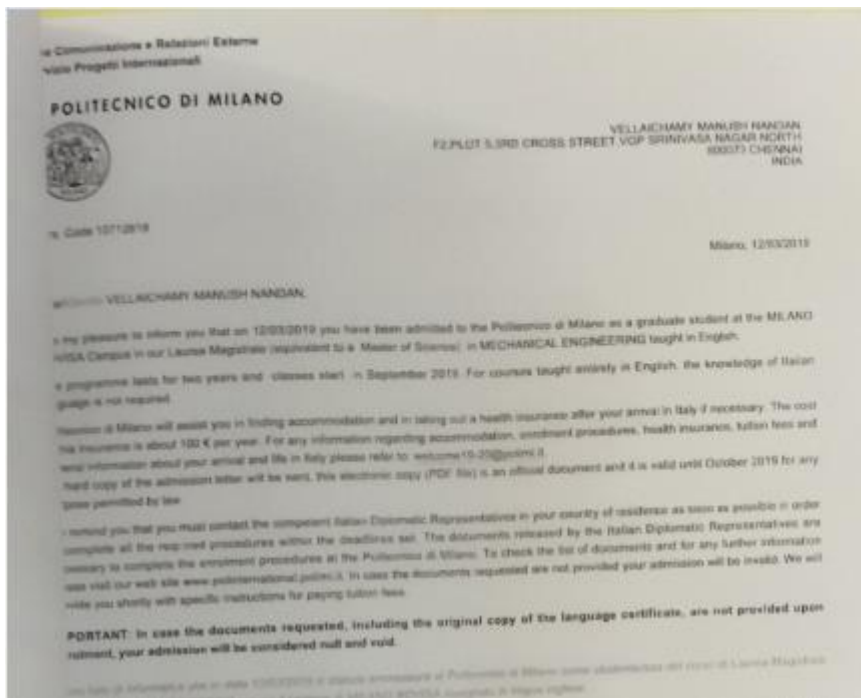 Comunicazione e Relazioni Esterne
Servizio Progetti Internazionali
POLITECNICO DI MILANO
VELLAICHAMY MANUSH NANDAN
F2,PLOT 5,3RD CROSS STREET,VGP SRINIVASA NAGAR NORTH
CHENNAI
INDIA
Code
Milano, 12/03/2019
VELLAICHAMY MANUSH NANDAN,
my pleasure to inform you that on 12/03/2019 you have been admitted to the Politecnico di Milano as a graduate student at the MILANO
Campus in our Laurea Magistrale (equivalent to a Master of Science) in MECHANICAL ENGINEERING taught in English.
programme lasts for two years and classes start in September 2019. For courses taught entirely in English, the knowledge of Italian
is not required.
di Milano will assist you in finding accommodation and in taking out a health insurance after your arrival in Italy if necessary. The cost
insurance is about 100 € per year. For any information regarding accommodation, enrolment procedures, health insurance, tuition fees and
information about your arrival and life in Italy please refer to: welcome19-20@polimi.it.
hard copy of the admission letter will be sent, this electronic copy (PDF file) is an official document and it is valid until October 2019 for any
permitted by law.
remind you that you must contact the competent Italian Diplomatic Representatives in your country of residence as soon as possible in order
complete all the required procedures within the deadlines set. The documents released by the Italian Diplomatic Representatives are
to complete the enrolment procedures at the Politecnico di Milano. To check the list of documents and for any further information
visit our web site www.polinternational.polimi.it. In case the documents requested are not provided your admission will be invalid. We will
you shortly with specific instructions for paying tuition fees.
PORTANT: In case the documents requested, including the original copy of the language certificate, are not provided upon
rolment, your admission will be considered null and void.